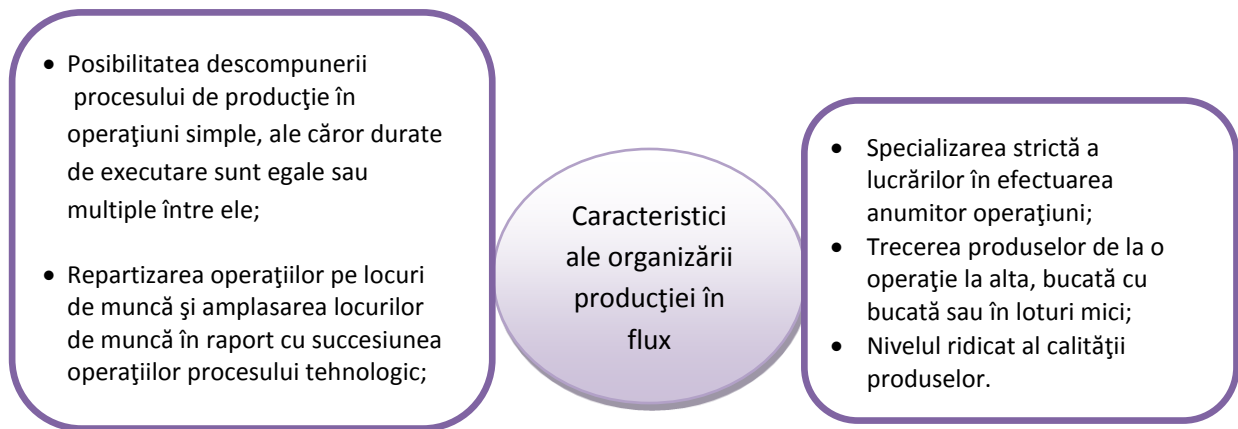 • Posibilitatea descompunerii
procesului de producţie în
operaţiuni simple, ale căror durate
de executare sunt egale sau
multiple între ele;
• Repartizarea operaţiilor pe locuri
de muncă şi amplasarea locurilor
de muncă în raport cu succesiunea
operaţiilor procesului tehnologic;
Caracteristici
ale organizării
producţiei în
flux
• Specializarea strictă a
lucrărilor în efectuarea
anumitor operaţiuni;
• Trecerea produselor de la o
operaţie la alta, bucată cu
bucată sau în loturi mici;
• Nivelul ridicat al calităţii
produselor.